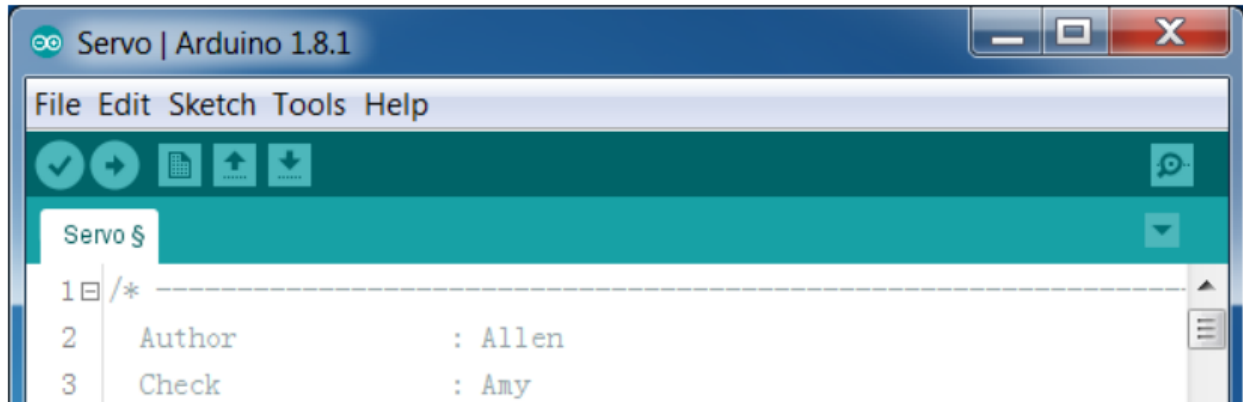 Servo | Arduino 1.8.1
File Edit Sketch Tools Help
Servo §
1 /* ----------------------------------------------------------------
2 Author : Allen
3 Check : Amy